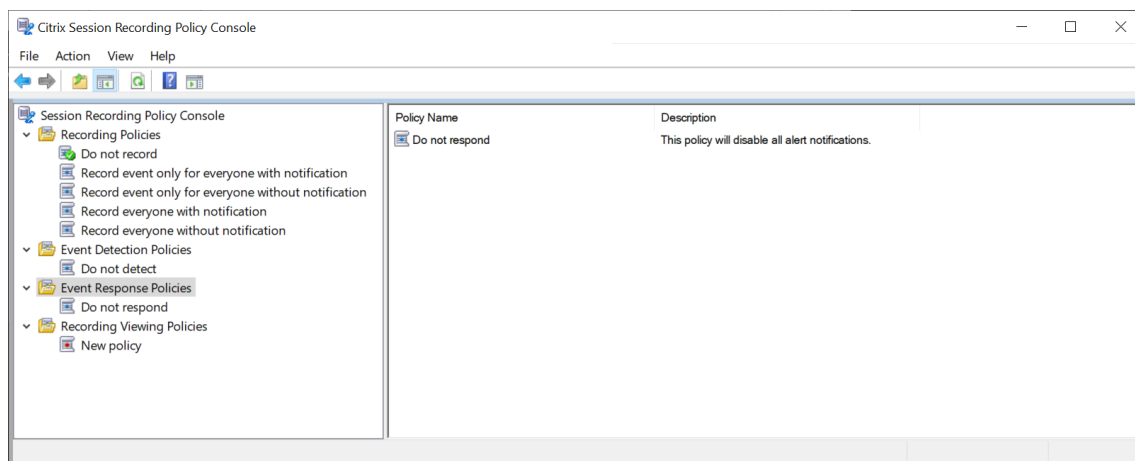 Citrix Session Recording Policy Console
File Action View Help
Session Recording Policy Console
Recording Policies
Do not record
Record event only for everyone with notification
Record event only for everyone without notification
Record everyone with notification
Record everyone without notification
Event Detection Policies
Do not detect
Event Response Policies
Do not respond
Recording Viewing Policies
New policy
Policy Name Description
Do not respond This policy will disable all alert notifications.